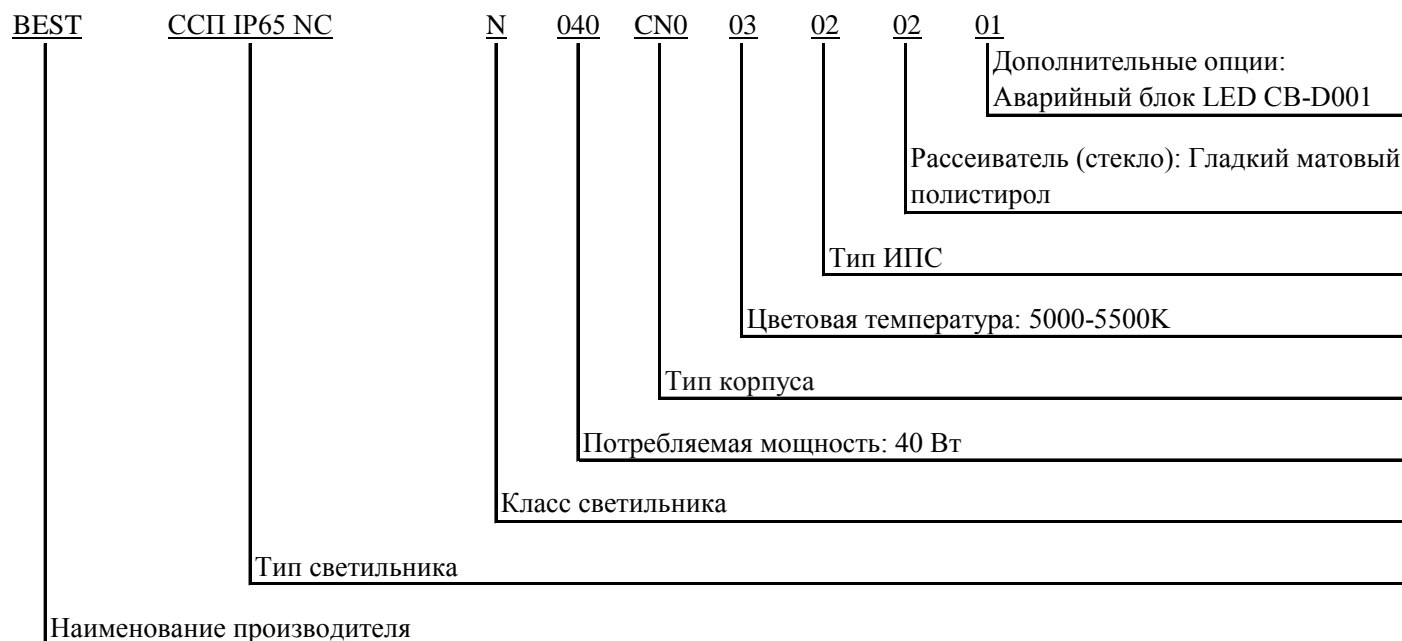 BEST ССП IP65 NC N 040 CN0 03 02 02 01
Дополнительные опции:
Аварийный блок LED CB-D001
Рассеиватель (стекло): Гладкий матовый
полистирол
Тип ИПС
Цветовая температура: 5000-5500К
Тип корпуса
Потребляемая мощность: 40 Вт
Класс светильника
Тип светильника
Наименование производителя